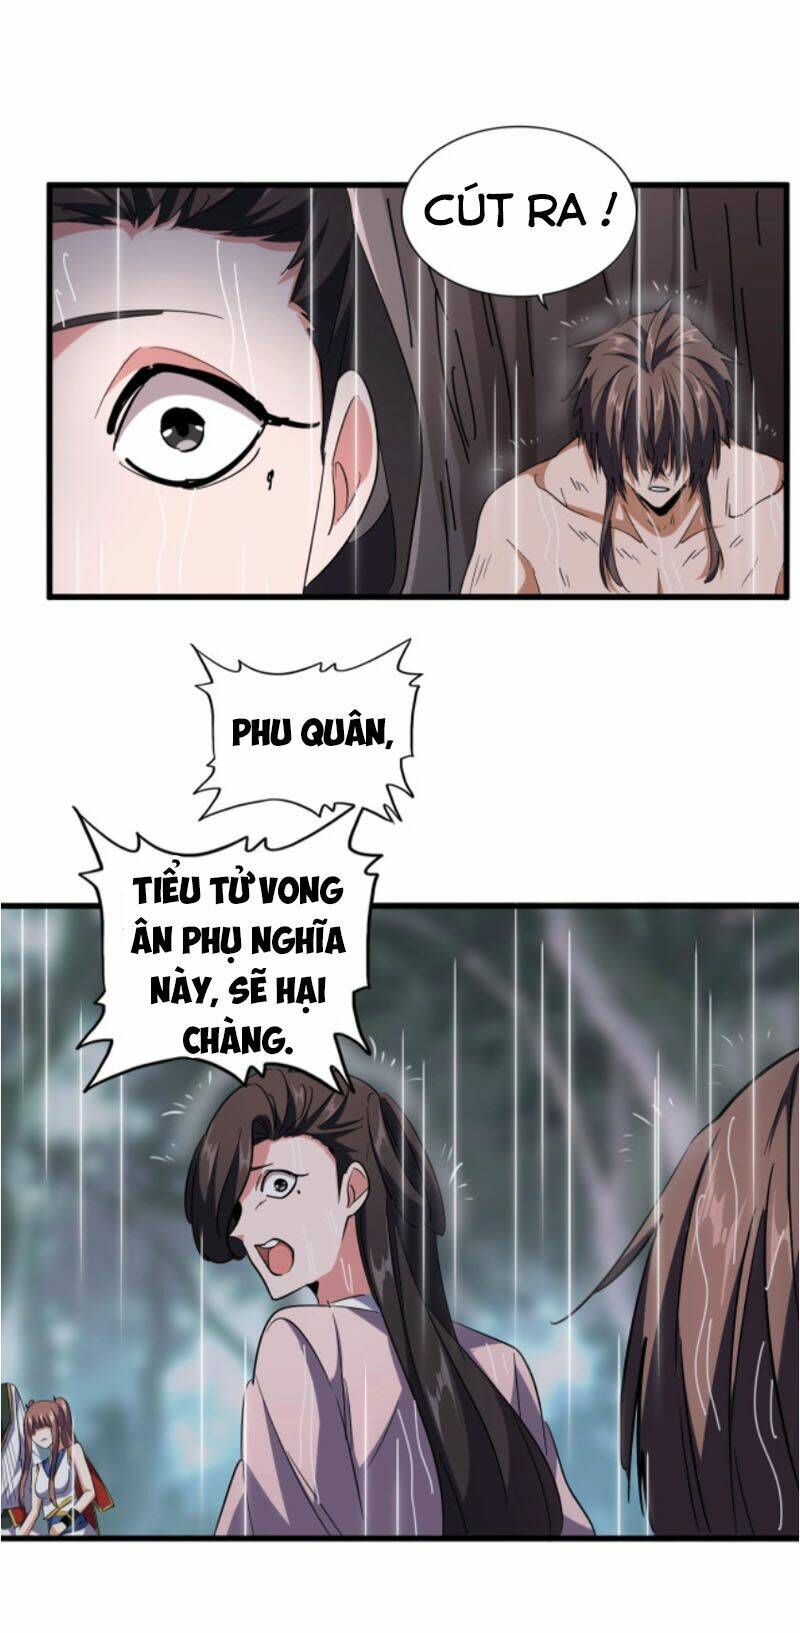 CÚT RA !
PHU QUÂN,
TIỂU TỬ VONG
ÂN PHỤ NGHĨA
NÀY, SẼ HẠI
CHÀNG.